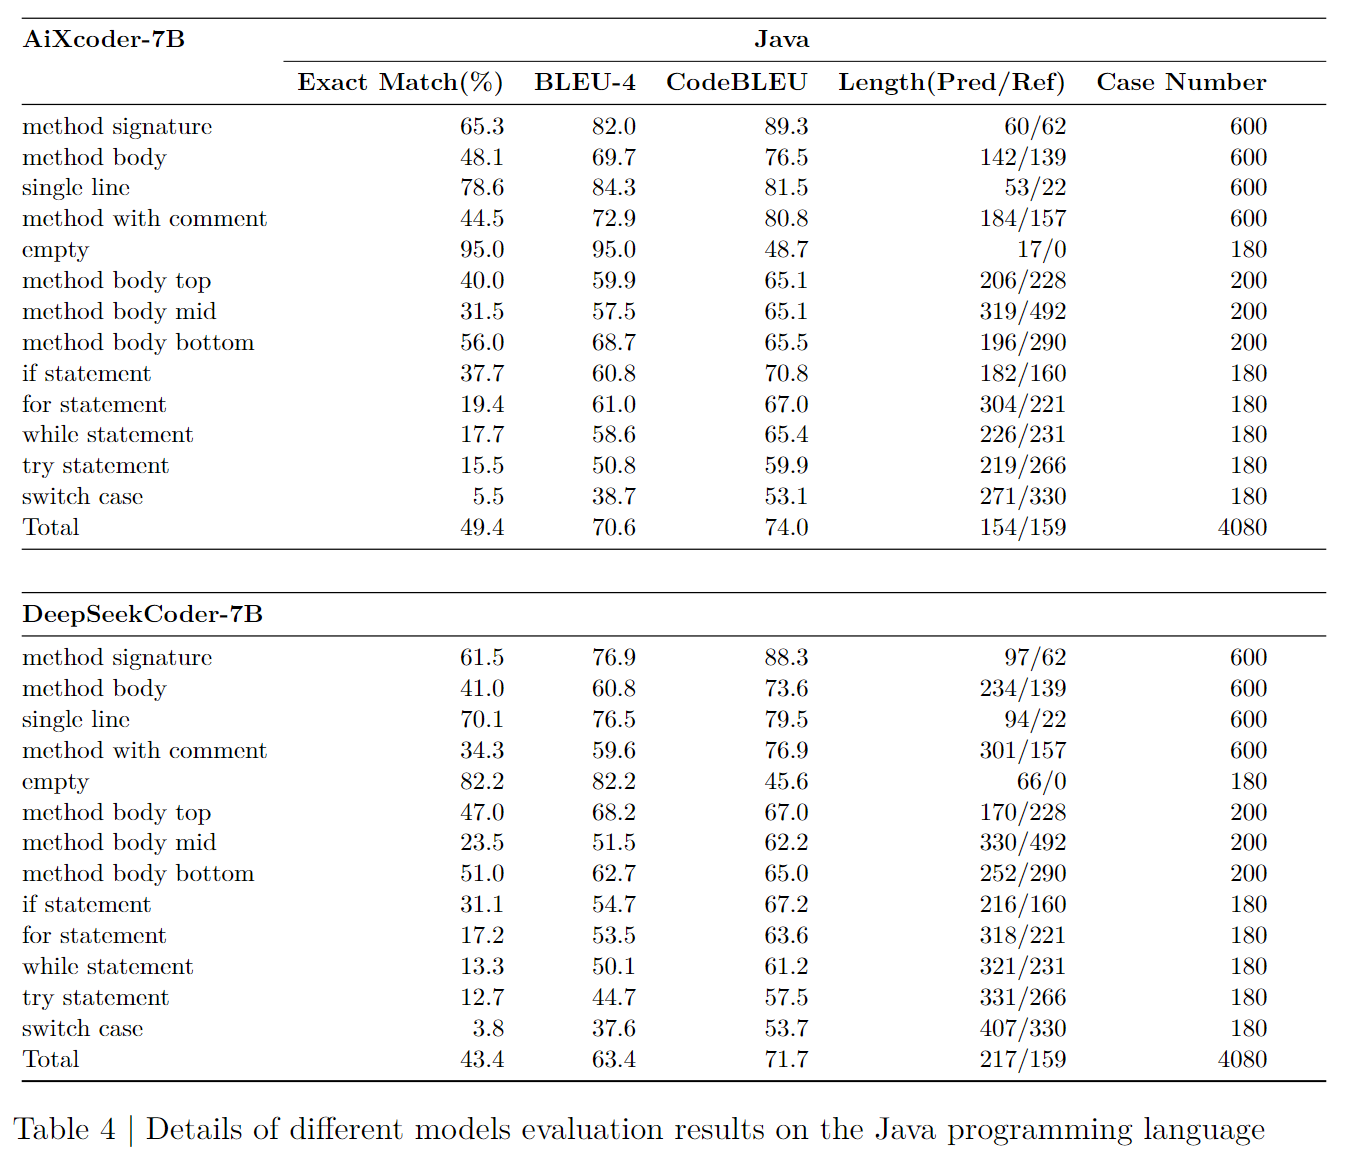 AiXcoder-7B Java
Exact Match(%) BLEU-4 CodeBLEU Length(Pred/Ref) Case Number
method signature 65.3 82.0 89.3 60/62 600
method body 48.1 69.7 76.5 142/139 600
single line 78.6 84.3 81.5 53/22 600
method with comment 44.5 72.9 80.8 184/157 600
empty 95.0 95.0 48.7 17/0 180
method body top 40.0 59.9 65.1 206/228 200
method body mid 31.5 57.5 65.1 319/492 200
method body bottom 56.0 68.7 65.5 196/290 200
if statement 37.7 60.8 70.8 182/160 180
for statement 19.4 61.0 67.0 304/221 180
while statement 17.7 58.6 65.4 226/231 180
try statement 15.5 50.8 59.9 219/266 180
switch case 5.5 38.7 53.1 271/330 180
Total 49.4 70.6 74.0 154/159 4080
DeepSeekCoder-7B
method signature 61.5 76.9 88.3 97/62 600
method body 41.0 60.8 73.6 234/139 600
single line 70.1 76.5 79.5 94/22 600
method with comment 34.3 59.6 76.9 301/157 600
empty 82.2 82.2 45.6 66/0 180
method body top 47.0 68.2 67.0 170/228 200
method body mid 23.5 51.5 62.2 330/492 200
method body bottom 51.0 62.7 65.0 252/290 200
if statement 31.1 54.7 67.2 216/160 180
for statement 17.2 53.5 63.6 318/221 180
while statement 13.3 50.1 61.2 321/231 180
try statement 12.7 44.7 57.5 331/266 180
switch case 3.8 37.6 53.7 407/330 180
Total 43.4 63.4 71.7 217/159 4080
Table 4 | Details of different models evaluation results on the Java programming language